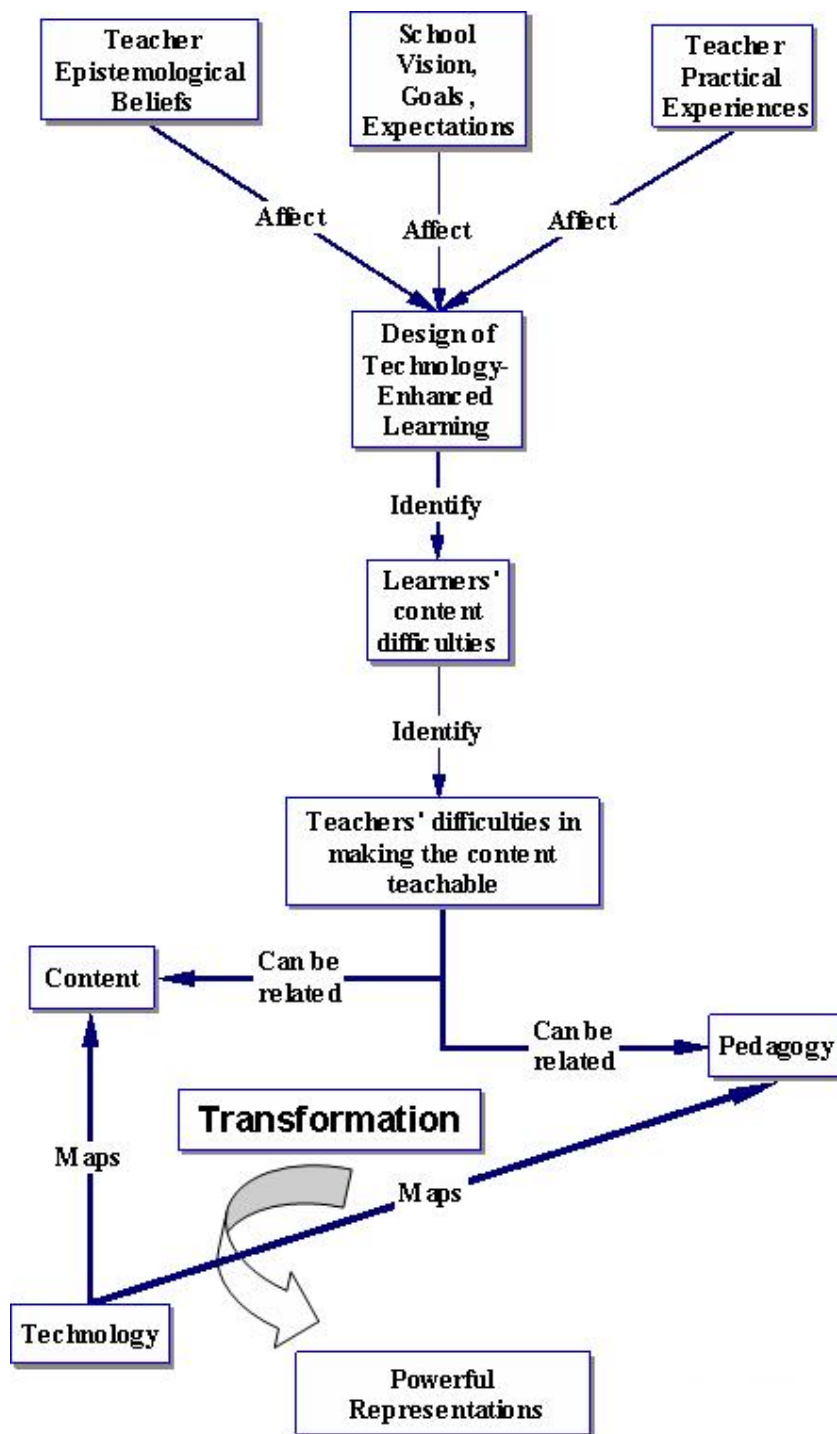 Teacher
Epistemological
Beliefs
School
Vision,
Goals,
Expectations
Teacher
Practical
Experiences
Affect
Affect
Affect
Design of
Technology-
Enhanced
Learning
Identify
Learners'
content
difficulties
Identify
Teachers' difficulties in
making the content
teachable
Content
Can be
related
Can be
related
Pedagogy
Transformation
Maps
Maps
Technology
Powerful
Representations